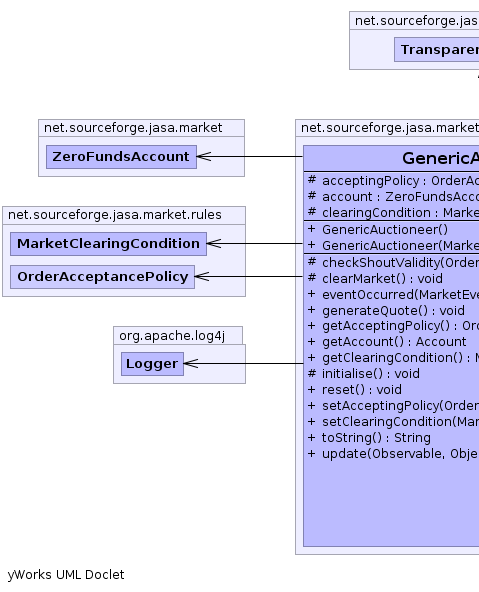 net.sourceforge.jasa
Transparen
net.sourceforge.jasa.market
ZeroFundsAccount
net.sourceforge.jasa.market.rules
MarketClearingCondition
OrderAcceptancePolicy
org.apache.log4j
Logger
net.sourceforge.jasa.market
GenericA
# acceptingPolicy : OrderAc
# account : ZeroFundsAcco
# clearingCondition : Marke
+ GenericAuctioneer()
+ GenericAuctioneer(Marke
# checkShoutValidity(Order
# clearMarket() : void
+ eventOccurred(MarketEve
+ generateQuote() : void
+ getAcceptingPolicy() : Ord
+ getAccount() : Account
+ getClearingCondition() : M
# initialise() : void
+ reset() : void
+ setAcceptingPolicy(Order
+ setClearingCondition(Mar
+ toString() : String
+ update(Observable, Obje
yWorks UML Doclet